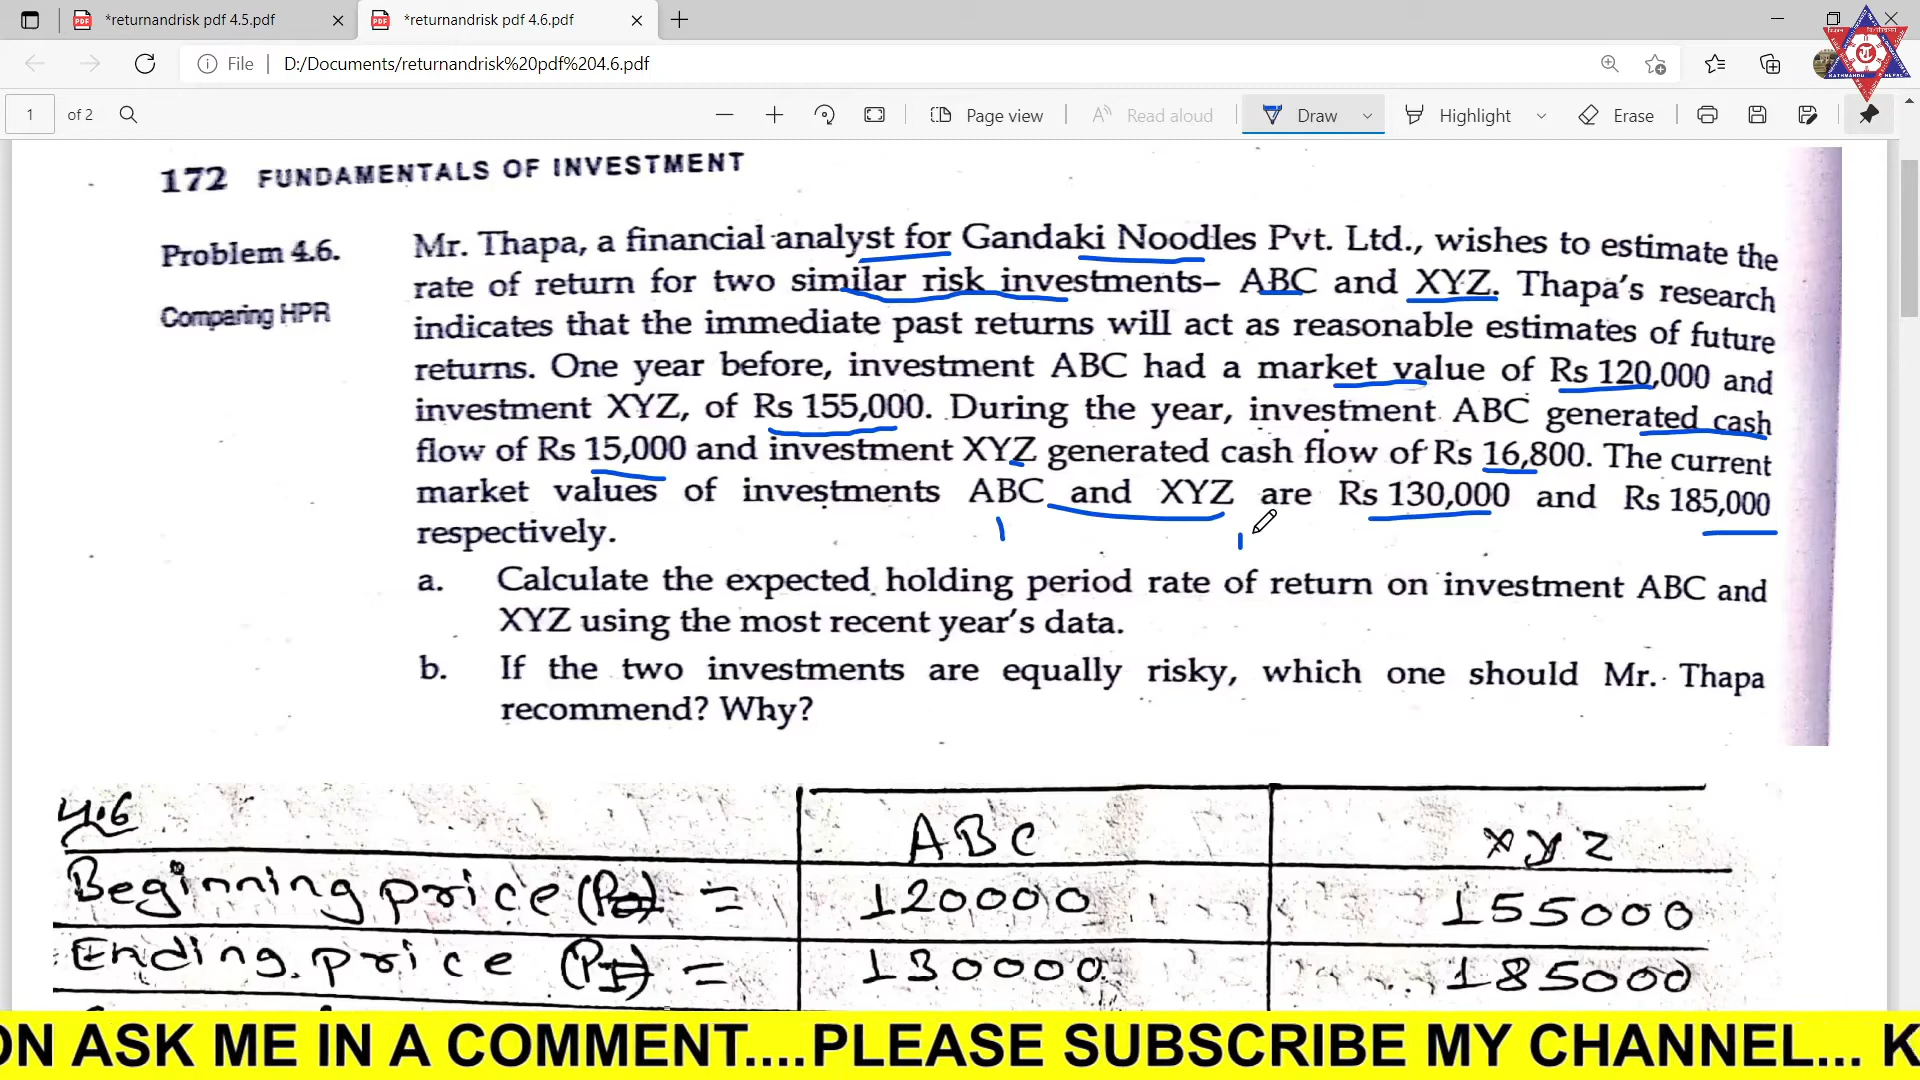 *returnandrisk pdf 4.5.pdf
*returnandrisk pdf 4.6.pdf
File
D:/Documents/returnandrisk%20pdf%204.6.pdf
1 of 2
Page view
Read aloud
Draw
Highlight
Erase
172 FUNDAMENTALS OF INVESTMENT
Problem 4.6.
Comparing HPR
Mr. Thapa, a financial analyst for Gandaki Noodles Pvt. Ltd., wishes to estimate the
rate of return for two similar risk investments– ABC and XYZ. Thapa's research
indicates that the immediate past returns will act as reasonable estimates of future
returns. One year before, investment ABC had a market value of Rs 120,000 and
investment XYZ, of Rs 155,000. During the year, investment ABC generated cash
flow of Rs 15,000 and investment XYZ generated cash flow of Rs 16,800. The current
market values of investments ABC and XYZ are Rs 130,000 and Rs 185,000
respectively.
a. Calculate the expected holding period rate of return on investment ABC and
XYZ using the most recent year's data.
b. If the two investments are equally risky, which one should Mr. Thapa
recommend? Why?
4.6
ABC XYZ
Beginning price = 120000 155000
Ending price = 130000 185000
ON ASK ME IN A COMMENT....PLEASE SUBSCRIBE MY CHANNEL... K